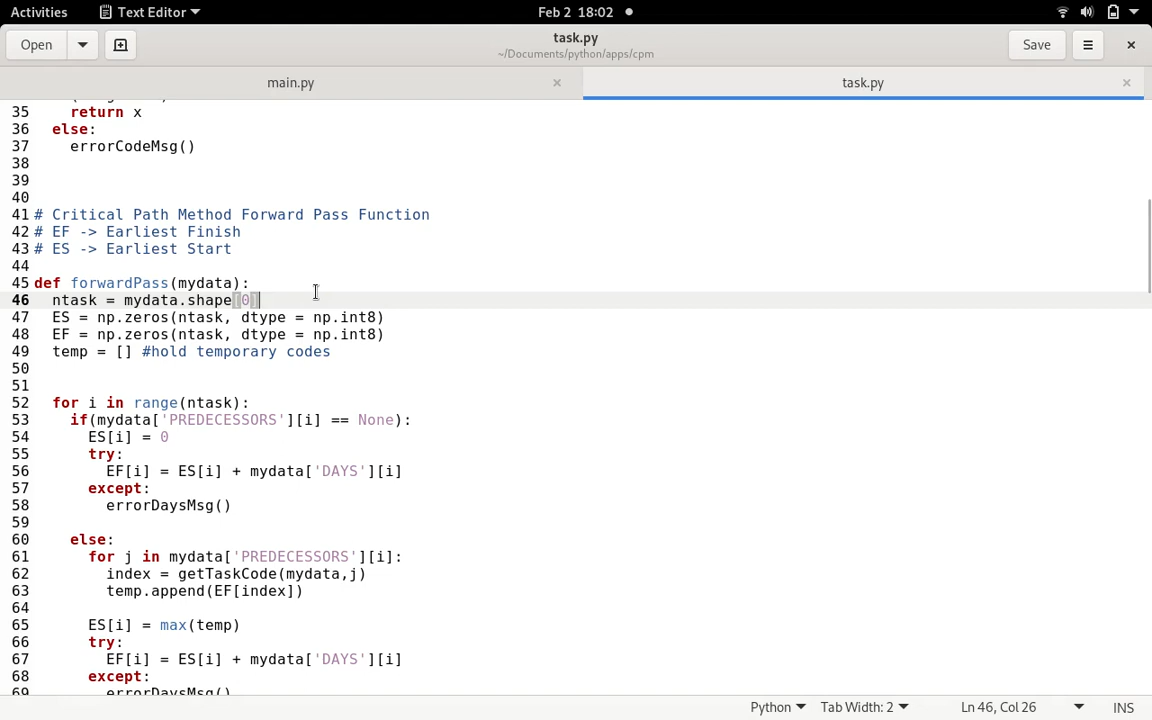 Activities Text Editor Feb 2 18:02
Open task.py Save
~/Documents/python/apps/cpm
main.py task.py
35     return x
36   else:
37     errorCodeMsg()
38
39
40
41 # Critical Path Method Forward Pass Function
42 # EF -> Earliest Finish
43 # ES -> Earliest Start
44
45 def forwardPass(mydata):
46   ntask = mydata.shape[0]
47   ES = np.zeros(ntask, dtype = np.int8)
48   EF = np.zeros(ntask, dtype = np.int8)
49   temp = [] #hold temporary codes
50
51
52   for i in range(ntask):
53     if(mydata['PREDECESSORS'][i] == None):
54       ES[i] = 0
55       try:
56         EF[i] = ES[i] + mydata['DAYS'][i]
57       except:
58         errorDaysMsg()
59
60     else:
61       for j in mydata['PREDECESSORS'][i]:
62         index = getTaskCode(mydata,j)
63         temp.append(EF[index])
64
65       ES[i] = max(temp)
66       try:
67         EF[i] = ES[i] + mydata['DAYS'][i]
68       except:
69         errorDaysMsg()
Python Tab Width: 2 Ln 46, Col 26 INS